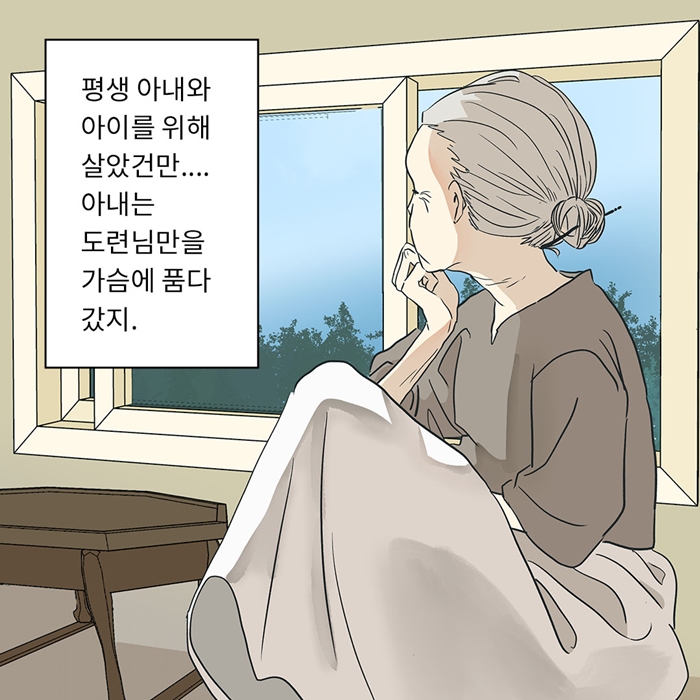 평생 아내와
아이를 위해
살았건만....
아내는
도련님만을
가슴에 품다
갔지.